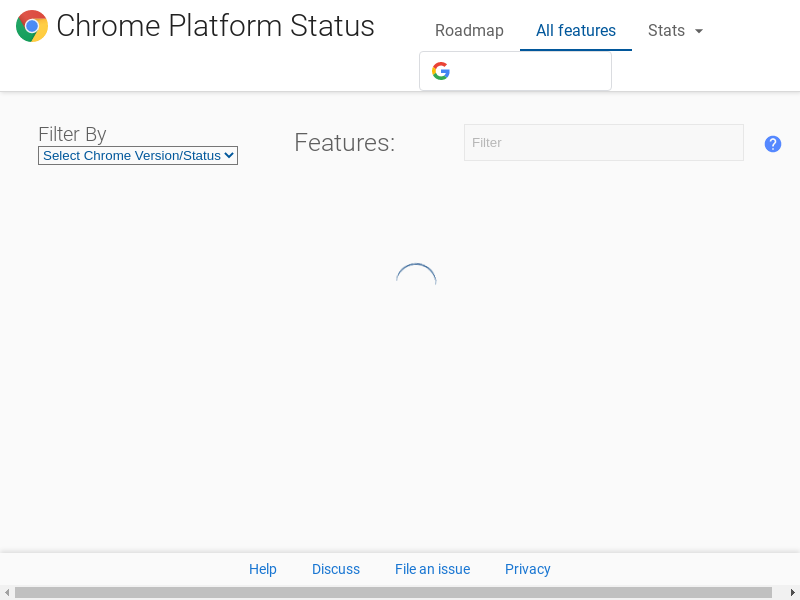 Chrome Platform Status
Roadmap
All features
Stats
Filter By
Select Chrome Version/Status
Features:
Filter
Help
Discuss
File an issue
Privacy